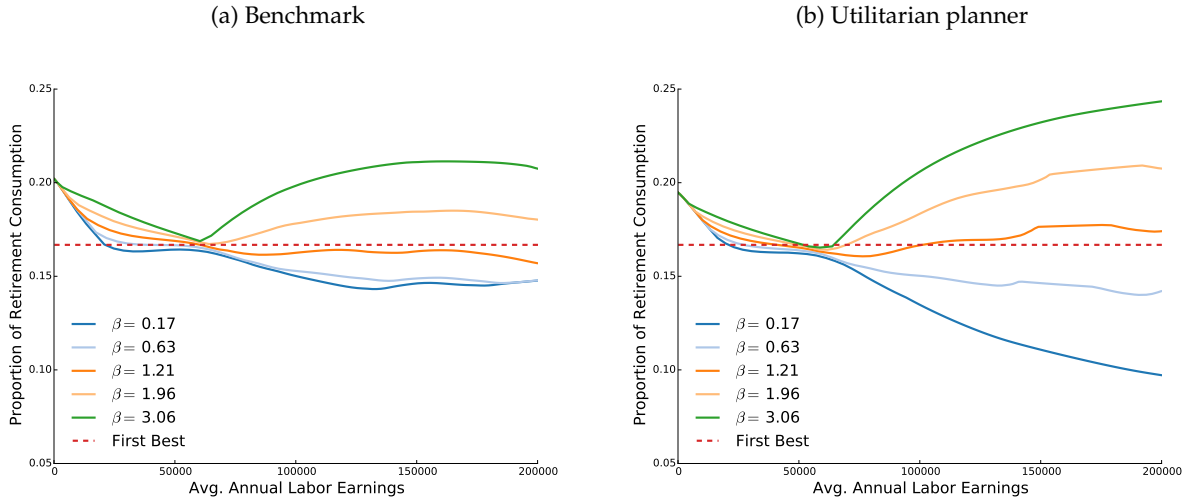 (a) Benchmark
Proportion of Retirement Consumption
0.25
0.20
0.15
0.10
0.05
β = 0.17
β = 0.63
β = 1.21
β = 1.96
β = 3.06
First Best
0 50000 100000 150000 200000
Avg. Annual Labor Earnings
(b) Utilitarian planner
Proportion of Retirement Consumption
0.25
0.20
0.15
0.10
0.05
β = 0.17
β = 0.63
β = 1.21
β = 1.96
β = 3.06
First Best
0 50000 100000 150000 200000
Avg. Annual Labor Earnings